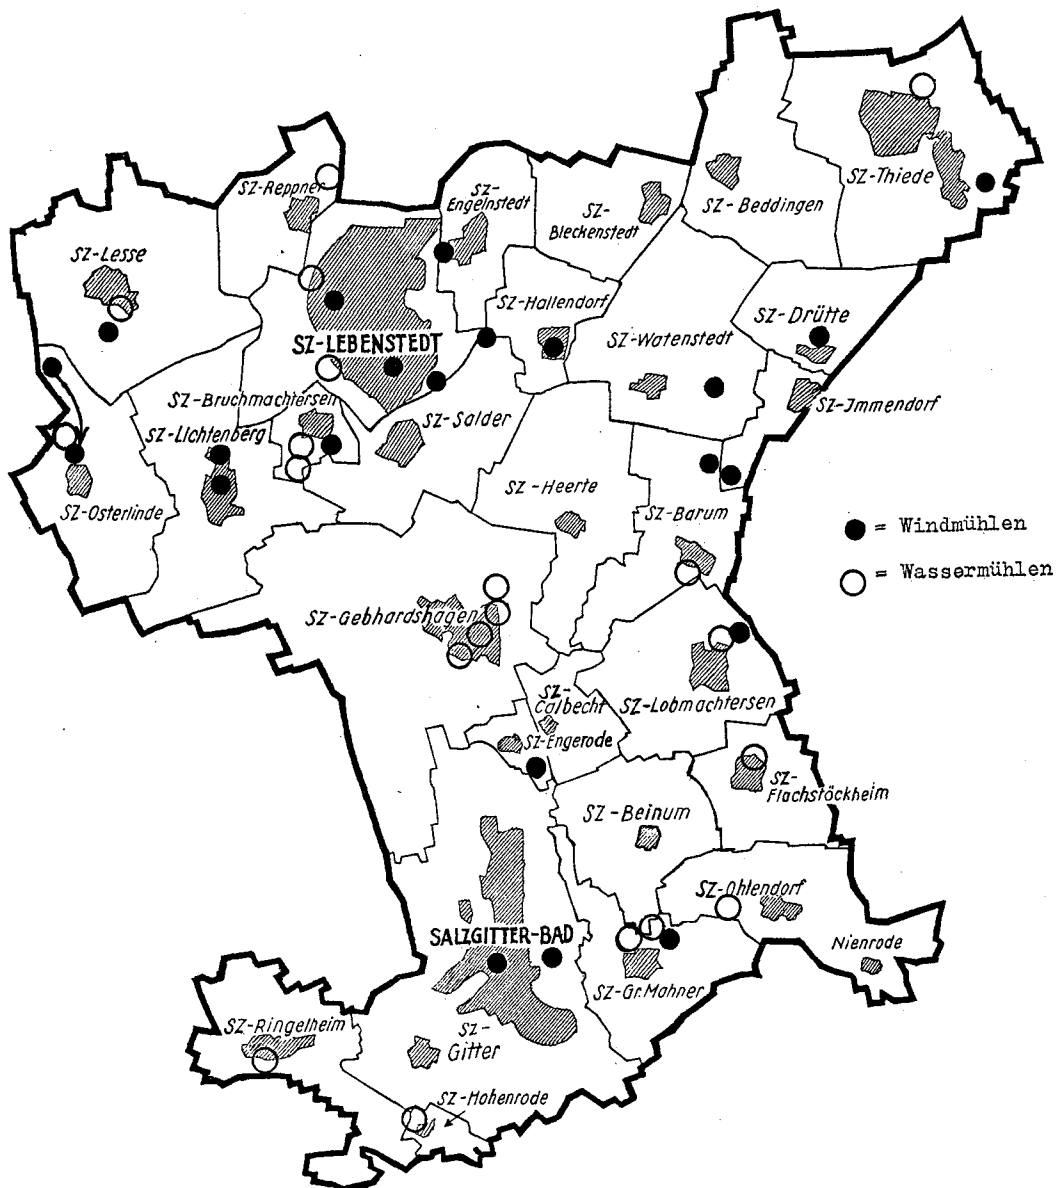 SZ-Reppner
SZ-
Engelnstedt
SZ-
Bleckenstedt
SZ-Beddingen
SZ-Thiede
SZ-Lesse
SZ-Hallendorf
SZ-DRÜTTE
SZ-LEBENSTEDT
SZ-Watenstedt
SZ-Bruchmachtersen
SZ-Salder
SZ-Immendorf
SZ-Lichtenberg
SZ-Osterlinde
SZ-Heerte
SZ-Barum
= Windmühlen
= Wassermühlen
SZ-Gebhardshagen
SZ-
Calbecht
SZ-Lobmachtersen
SZ-Engerode
SZ-
Flachstöckheim
SZ-Beinum
SZ-Ohlendorf
SALZGITTER-BAD
Nienrode
SZ-Gr.Mahner
SZ-Ringelheim
SZ-
Gitter
SZ-Hohenrode